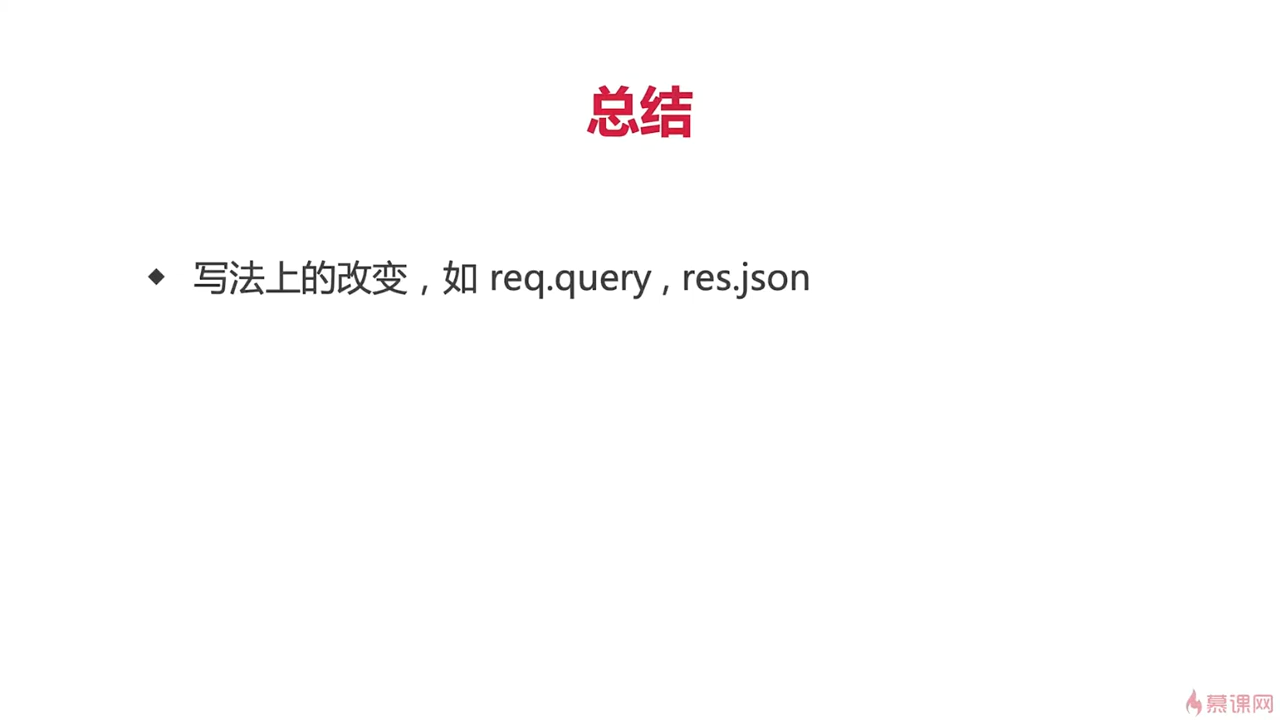 总结
◆ 写法上的改变，如 req.query , res.json
慕课网